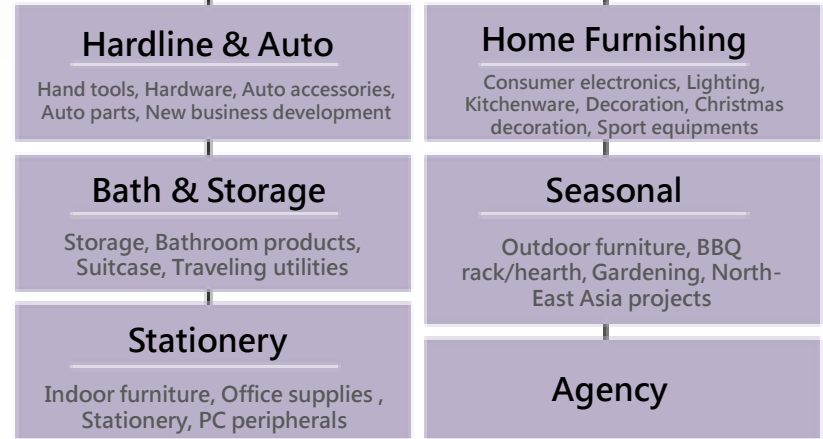 Hardline & Auto
Hand tools, Hardware, Auto accessories,
Auto parts, New business development
Bath & Storage
Storage, Bathroom products,
Suitcase, Traveling utilities
Stationery
Indoor furniture, Office supplies ,
Stationery, PC peripherals
Home Furnishing
Consumer electronics, Lighting,
Kitchenware, Decoration, Christmas
decoration, Sport equipments
Seasonal
Outdoor furniture, BBQ
rack/hearth, Gardening, North-
East Asia projects
Agency